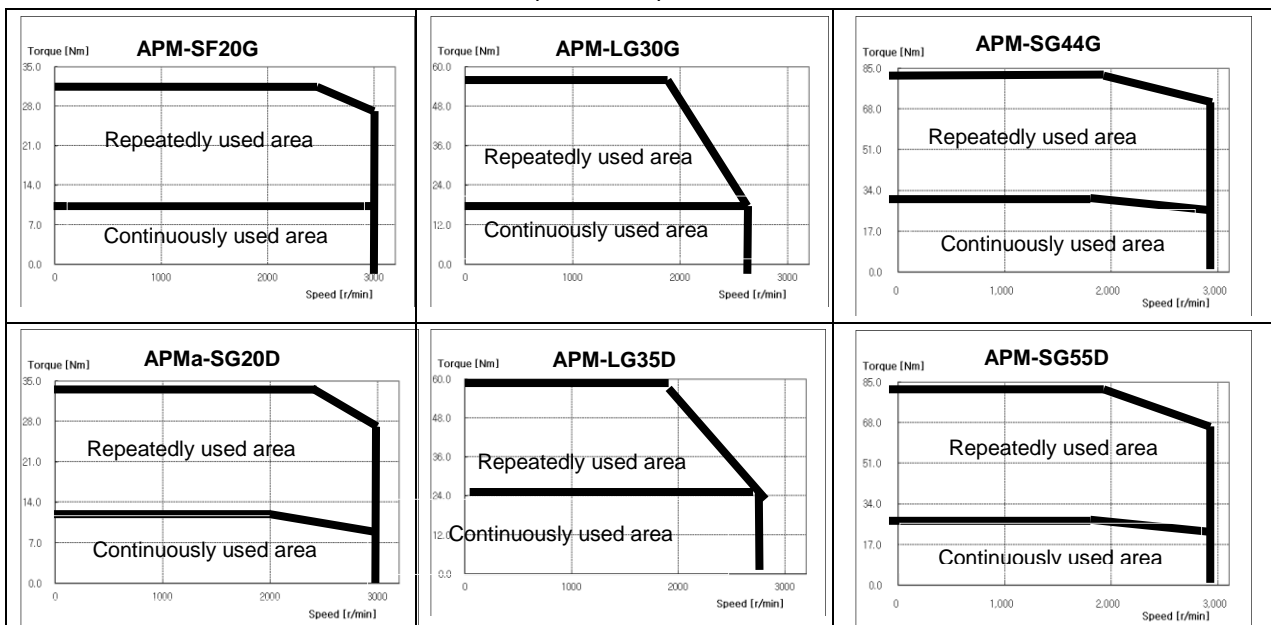 APM-SF20G
Torque [Nm]
35.0
28.0
21.0
14.0
7.0
0.0
Repeatedly used area
Continuously used area
0 1000 2000 3000
Speed [r/min]
APM-LG30G
Torque [Nm]
60.0
48.0
36.0
24.0
12.0
0.0
Repeatedly used area
Continuously used area
0 1000 2000 3000
Speed [r/min]
APM-SG44G
Torque [Nm]
85.0
68.0
51.0
34.0
17.0
0.0
Repeatedly used area
Continuously used area
0 1,000 2,000 3,000
Speed [r/min]
APMa-SG20D
Torque [Nm]
35.0
28.0
21.0
14.0
7.0
0.0
Repeatedly used area
Continuously used area
0 1000 2000 3000
Speed [r/min]
APM-LG35D
Torque [Nm]
60.0
48.0
36.0
24.0
12.0
0.0
Repeatedly used area
Continuously used area
0 1000 2000 3000
Speed [r/min]
APM-SG55D
Torque [Nm]
85.0
68.0
51.0
34.0
17.0
0.0
Repeatedly used area
Continuously used area
0 1,000 2,000 3,000
Speed [r/min]